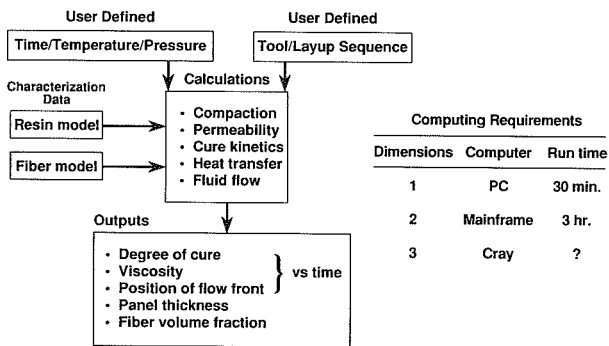 User Defined
User Defined
Time/Temperature/Pressure
Tool/Layup Sequence
Calculations
Characterization
Data
Resin model
Fiber model
• Compaction
• Permeability
• Cure kinetics
• Heat transfer
• Fluid flow
Outputs
• Degree of cure
• Viscosity
• Position of flow front
} vs time
• Panel thickness
• Fiber volume fraction
Computing Requirements
Dimensions Computer Run time
1 PC 30 min.
2 Mainframe 3 hr.
3 Cray ?